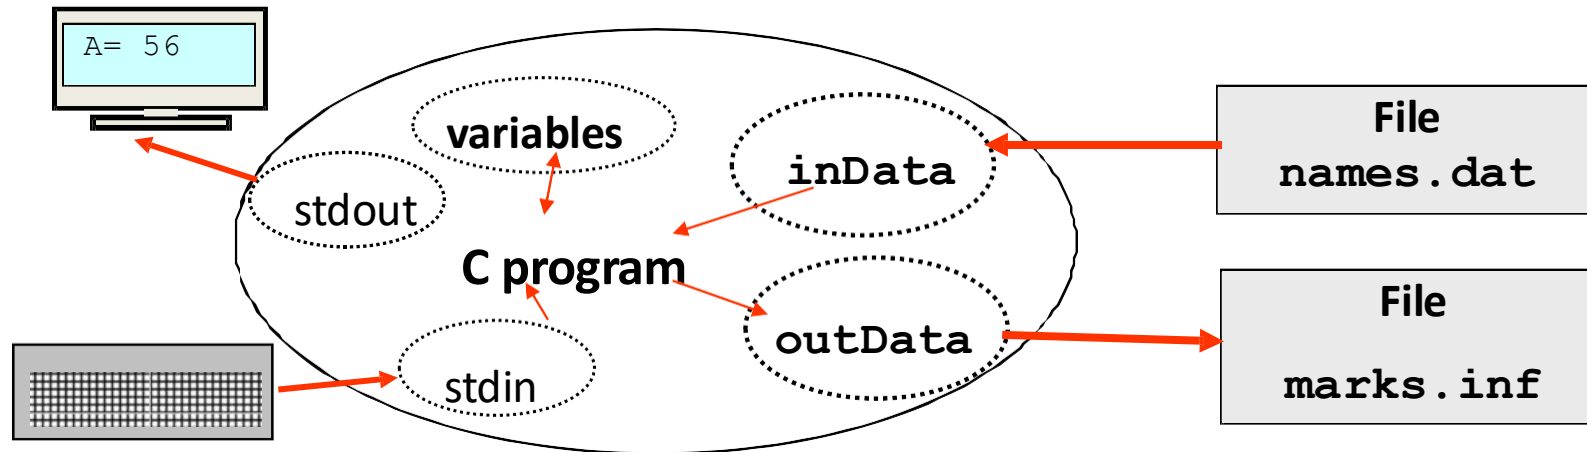 A= 56
variables
stdout
inData
C program
stdin
outData
File
names.dat
File
marks.inf